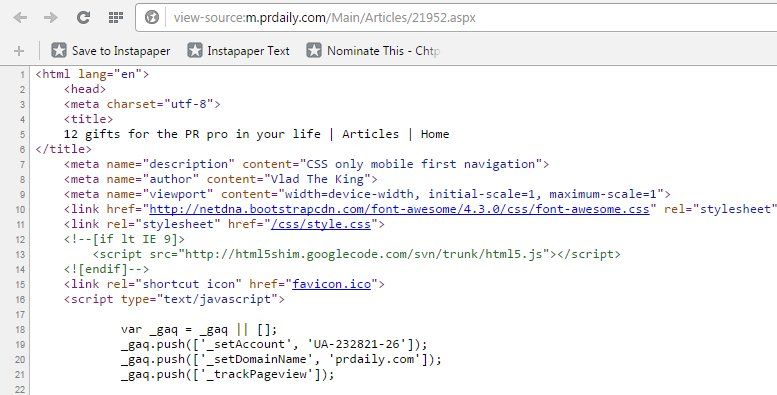 view-source:m.prdaily.com/Main/Articles/21952.aspx
Save to Instapaper Instapaper Text Nominate This - Chtp
1 <html lang="en">
2 <head>
3 <meta charset="utf-8">
4 <title>
5 12 gifts for the PR pro in your life | Articles | Home
6 </title>
7 <meta name="description" content="CSS only mobile first navigation">
8 <meta name="author" content="Vlad The King">
9 <meta name="viewport" content="width=device-width, initial-scale=1, maximum-scale=1">
10 <link href="http://netdna.bootstrapcdn.com/font-awesome/4.3.0/css/font-awesome.css" rel="stylesheet"
11 <link rel="stylesheet" href="/css/style.css">
12 <!--[if lt IE 9]>
13 <script src="http://html5shim.googlecode.com/svn/trunk/html5.js"></script>
14 <![endif]-->
15 <link rel="shortcut icon" href="favicon.ico">
16 <script type="text/javascript">
17
18 var _gaq = _gaq || [];
19 _gaq.push(['_setAccount', 'UA-232821-26']);
20 _gaq.push(['_setDomainName', 'prdaily.com']);
21 _gaq.push(['_trackPageview']);
22